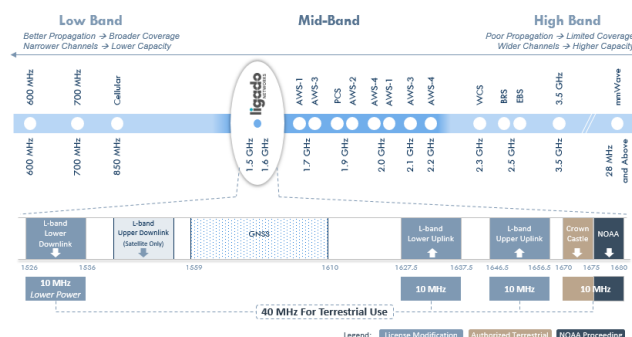 Low Band
Mid-Band
High Band
Better Propagation → Broader Coverage
Narrower Channels → Lower Capacity
Poor Propagation → Limited Coverage
Wider Channels → Higher Capacity
600 MHz
700 MHz
Cellular
ligado
NETWORKS
AWS-1
AWS-3
PCS
AWS-2
AWS-4
AWS-1
AWS-3
AWS-4
WCS
BRS
EBS
3.5 GHz
mmWave
600 MHz
700 MHz
850 MHz
1.5 GHz
1.6 GHz
1.7 GHz
1.9 GHz
2.0 GHz
2.1 GHz
2.2 GHz
2.3 GHz
2.5 GHz
3.5 GHz
28 MHz
and Above
L-band
Lower
Downlink
L-band
Upper Downlink
(Satellite Only)
GNSS
L-band
Lower Uplink
L-band
Upper Uplink
Crown
Castle
NOAA
1526
1536
1559
1610
1627.5
1637.5
1646.5
1656.5
1670
1675
1680
10 MHz
Lower Power
10 MHz
10 MHz
10 MHz
40 MHz For Terrestrial Use
Legend:
License Modification
Authorized Terrestrial
NOAA Proceeding